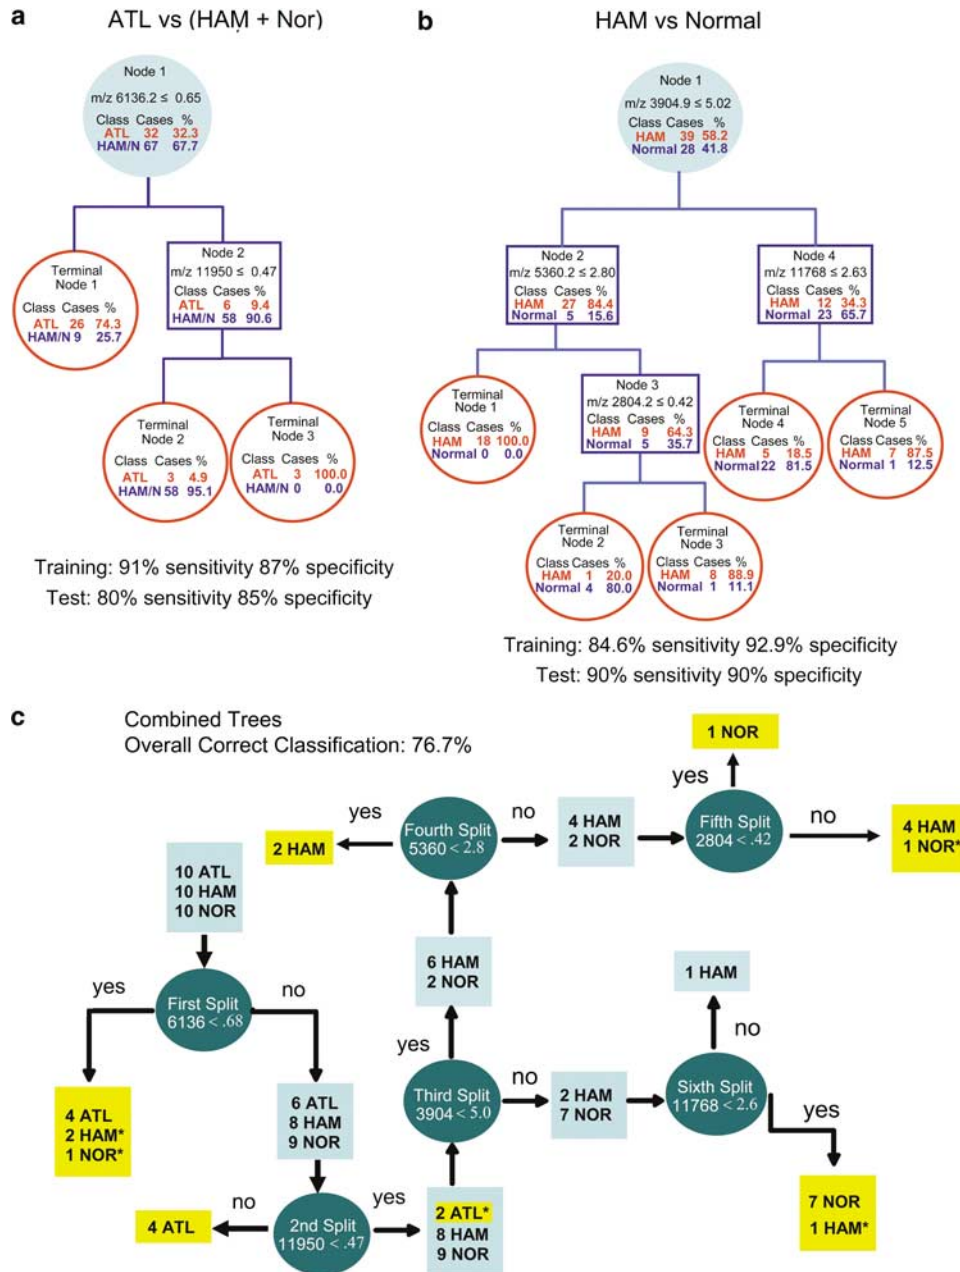 a
ATL vs (HAM + Nor)
Node 1
m/z 6136.2 ≤ 0.65
Class Cases %
ATL 32 32.3
HAM/N 67 67.7
Terminal
Node 1
Class Cases %
ATL 26 74.3
HAM/N 9 25.7
Node 2
m/z 11950 ≤ 0.47
Class Cases %
ATL 6 9.4
HAM/N 58 90.6
Terminal
Node 2
Class Cases %
ATL 3 4.9
HAM/N 58 95.1
Terminal
Node 3
Class Cases %
ATL 3 100.0
HAM/N 0 0.0
Training: 91% sensitivity 87% specificity
Test: 80% sensitivity 85% specificity
b
HAM vs Normal
Node 1
m/z 3904.9 ≤ 5.02
Class Cases %
HAM 39 58.2
Normal 28 41.8
Node 2
m/z 5360.2 ≤ 2.80
Class Cases %
HAM 27 84.4
Normal 5 15.6
Node 4
m/z 11768 ≤ 2.63
Class Cases %
HAM 12 34.3
Normal 23 65.7
Terminal
Node 1
Class Cases %
HAM 18 100.0
Normal 0 0.0
Node 3
m/z 2804.2 ≤ 0.42
Class Cases %
HAM 9 64.3
Normal 5 35.7
Terminal
Node 4
Class Cases %
HAM 5 18.5
Normal 22 81.5
Terminal
Node 5
Class Cases %
HAM 7 87.5
Normal 1 12.5
Terminal
Node 2
Class Cases %
HAM 1 20.0
Normal 4 80.0
Terminal
Node 3
Class Cases %
HAM 8 88.9
Normal 1 11.1
Training: 84.6% sensitivity 92.9% specificity
Test: 90% sensitivity 90% specificity
c
Combined Trees
Overall Correct Classification: 76.7%
10 ATL
10 HAM
10 NOR
First Split
6136 < .68
yes
no
4 ATL
2 HAM*
1 NOR*
6 ATL
8 HAM
9 NOR
2nd Split
11950 < .47
no
yes
4 ATL
2 ATL*
8 HAM
9 NOR
Third Split
3904 < 5.0
yes
no
6 HAM
2 NOR
Fourth Split
5360 < 2.8
yes
no
2 HAM
4 HAM
2 NOR
Fifth Split
2804 < .42
yes
no
1 NOR
4 HAM
1 NOR*
2 HAM
7 NOR
Sixth Split
11768 < 2.6
no
yes
1 HAM
7 NOR
1 HAM*